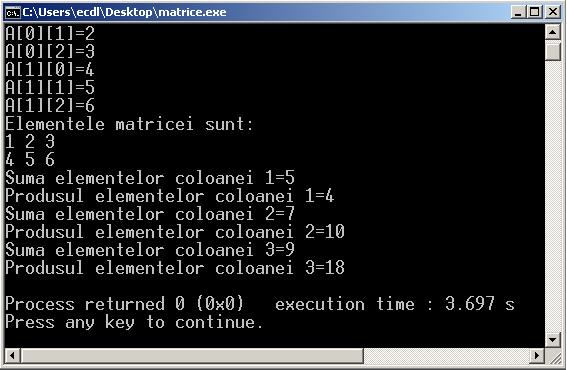 C:\Users\ecdl\Desktop\matrice.exe
A[0][1]=2
A[0][2]=3
A[1][0]=4
A[1][1]=5
A[1][2]=6
Elementele matricei sunt:
1 2 3
4 5 6
Suma elementelor coloanei 1=5
Produsul elementelor coloanei 1=4
Suma elementelor coloanei 2=7
Produsul elementelor coloanei 2=10
Suma elementelor coloanei 3=9
Produsul elementelor coloanei 3=18
Process returned 0 (0x0)   execution time : 3.697 s
Press any key to continue.